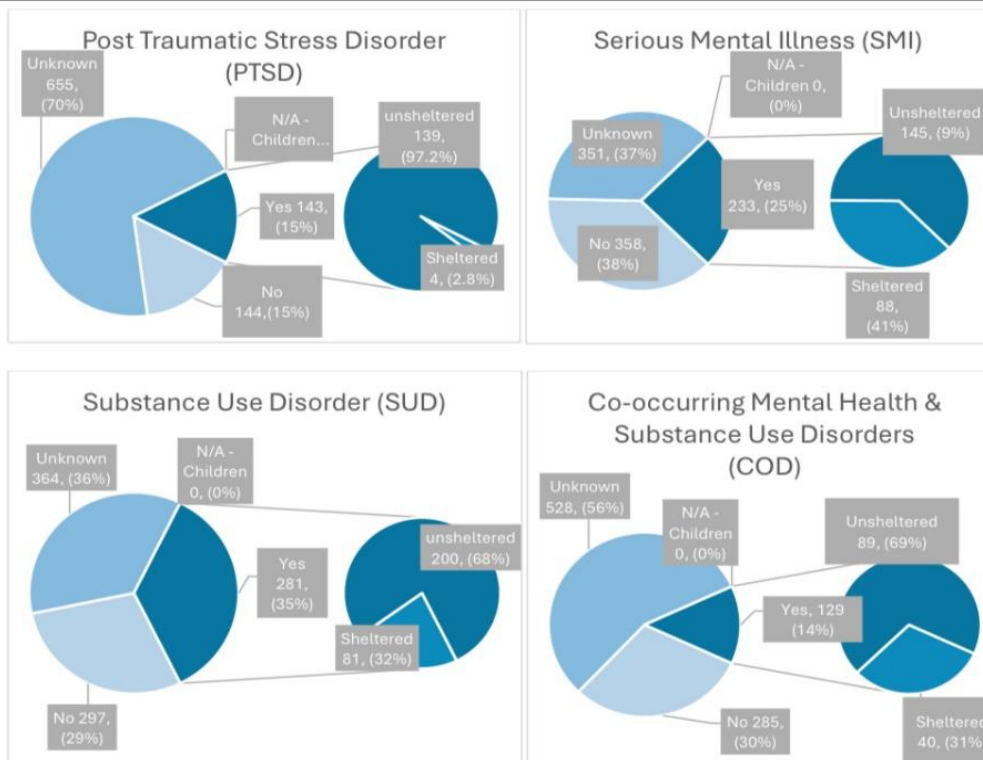 Post Traumatic Stress Disorder
(PTSD)
Unknown
655,
(70%)
N/A -
Children...
unsheltered
139,
(97.2%)
Yes 143,
(15%)
Sheltered
4, (2.8%)
No
144,(15%)
Serious Mental Illness (SMI)
N/A -
Children 0,
(0%)
Unknown
351, (37%)
Unsheltered
145, (9%)
Yes
233, (25%)
No 358,
(38%)
Sheltered
88,
(41%)
Substance Use Disorder (SUD)
Unknown
364, (36%)
N/A -
Children
0, (0%)
unsheltered
200, (68%)
Yes
281,
(35%)
Sheltered
81, (32%)
No 297,
(29%)
Co-occurring Mental Health &
Substance Use Disorders
(COD)
Unknown
528, (56%)
N/A -
Children
0, (0%)
Unsheltered
89, (69%)
Yes, 129
(14%)
No 285,
(30%)
Sheltered
40, (31%